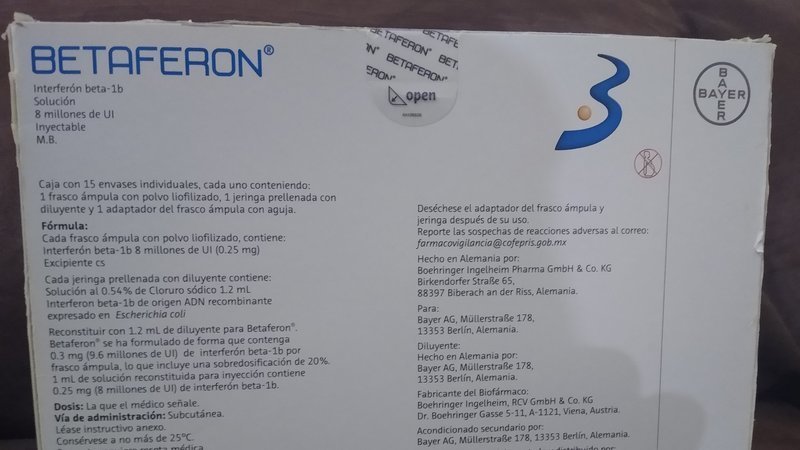 BETAFERON®
Interferón beta-1b
Solución
8 millones de UI
Inyectable
M.B.
BETAFERON
BETAFERON
open
BAYER
BAYER
Caja con 15 envases individuales, cada uno conteniendo:
1 frasco ámpula con polvo liofilizado, 1 jeringa prellenada con
diluyente y 1 adaptador del frasco ámpula con aguja.
Fórmula:
Cada frasco ámpula con polvo liofilizado, contiene:
Interferón beta-1b 8 millones de UI (0.25 mg)
Excipiente cs
Cada jeringa prellenada con diluyente contiene:
Solución al 0.54% de Cloruro sódico 1.2 mL
Interferon beta-1b de origen ADN recombinante
expresado en Escherichia coli
Reconstituir con 1.2 mL de diluyente para Betaferon®.
Betaferon® se ha formulado de forma que contenga
0.3 mg (9.6 millones de UI) de interferón beta-1b por
frasco ámpula, lo que incluye una sobredosificación de 20%.
1 mL de solución reconstituida para inyección contiene
0.25 mg (8 millones de UI) de interferón beta-1b.
Dosis: La que el médico señale.
Vía de administración: Subcutánea.
Léase instructivo anexo.
Consérvese a no más de 25°C.
receta médica
Deséchese el adaptador del frasco ámpula y
jeringa después de su uso.
Reporte las sospechas de reacciones adversas al correo:
farmacovigilancia@cofepris.gob.mx
Hecho en Alemania por:
Boehringer Ingelheim Pharma GmbH & Co. KG
Birkendorfer Straße 65,
88397 Biberach an der Riss, Alemania.
Para:
Bayer AG, Müllerstraße 178,
13353 Berlín, Alemania.
Diluyente:
Hecho en Alemania por:
Bayer AG, Müllerstraße 178,
13353 Berlín, Alemania.
Fabricante del Biofármaco:
Boehringer Ingelheim, RCV GmbH & Co. KG
Dr. Boehringer Gasse 5-11, A-1121, Viena, Austria.
Acondicionado secundario por:
Bayer AG, Müllerstraße 178, 13353 Berlín, Alemania.
distribuido por